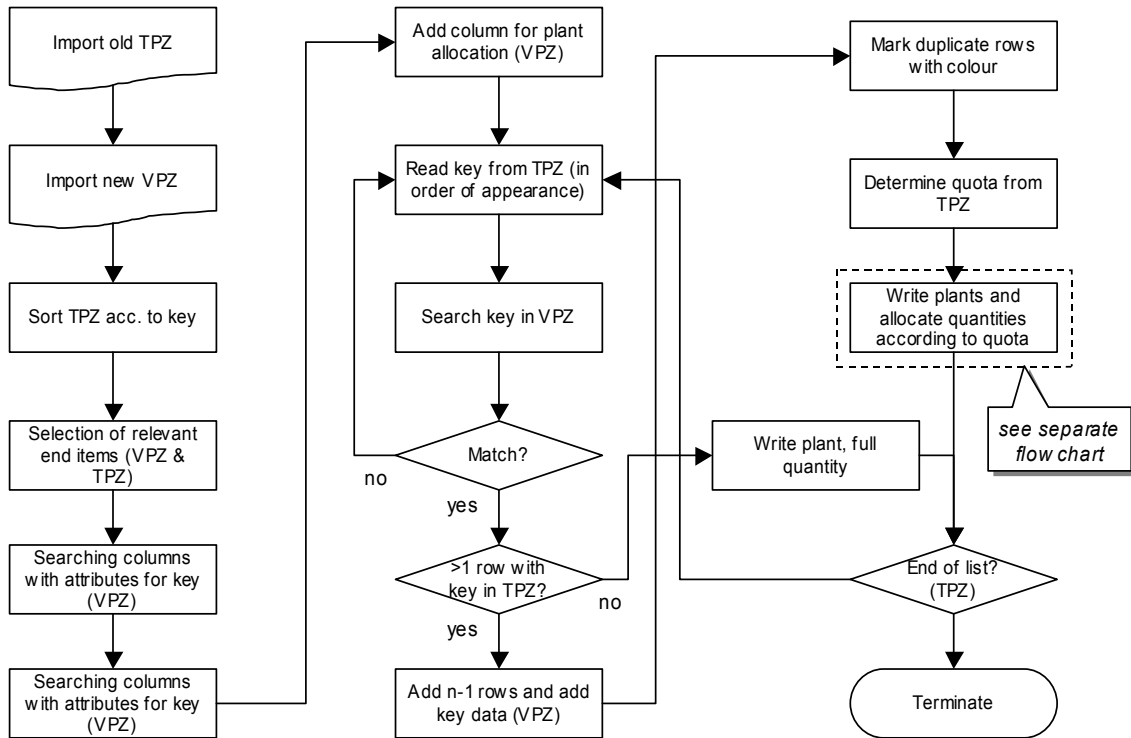 Import old TPZ
Import new VPZ
Sort TPZ acc. to key
Selection of relevant
end items (VPZ &
TPZ)
Searching columns
with attributes for key
(VPZ)
Searching columns
with attributes for key
(VPZ)
Add column for plant
allocation (VPZ)
Read key from TPZ (in
order of appearance)
Search key in VPZ
Match?
no
yes
>1 row with
key in TPZ?
no
yes
Add n-1 rows and add
key data (VPZ)
Write plant, full
quantity
Mark duplicate rows
with colour
Determine quota from
TPZ
Write plants and
allocate quantities
according to quota
see separate
flow chart
End of list?
(TPZ)
Terminate